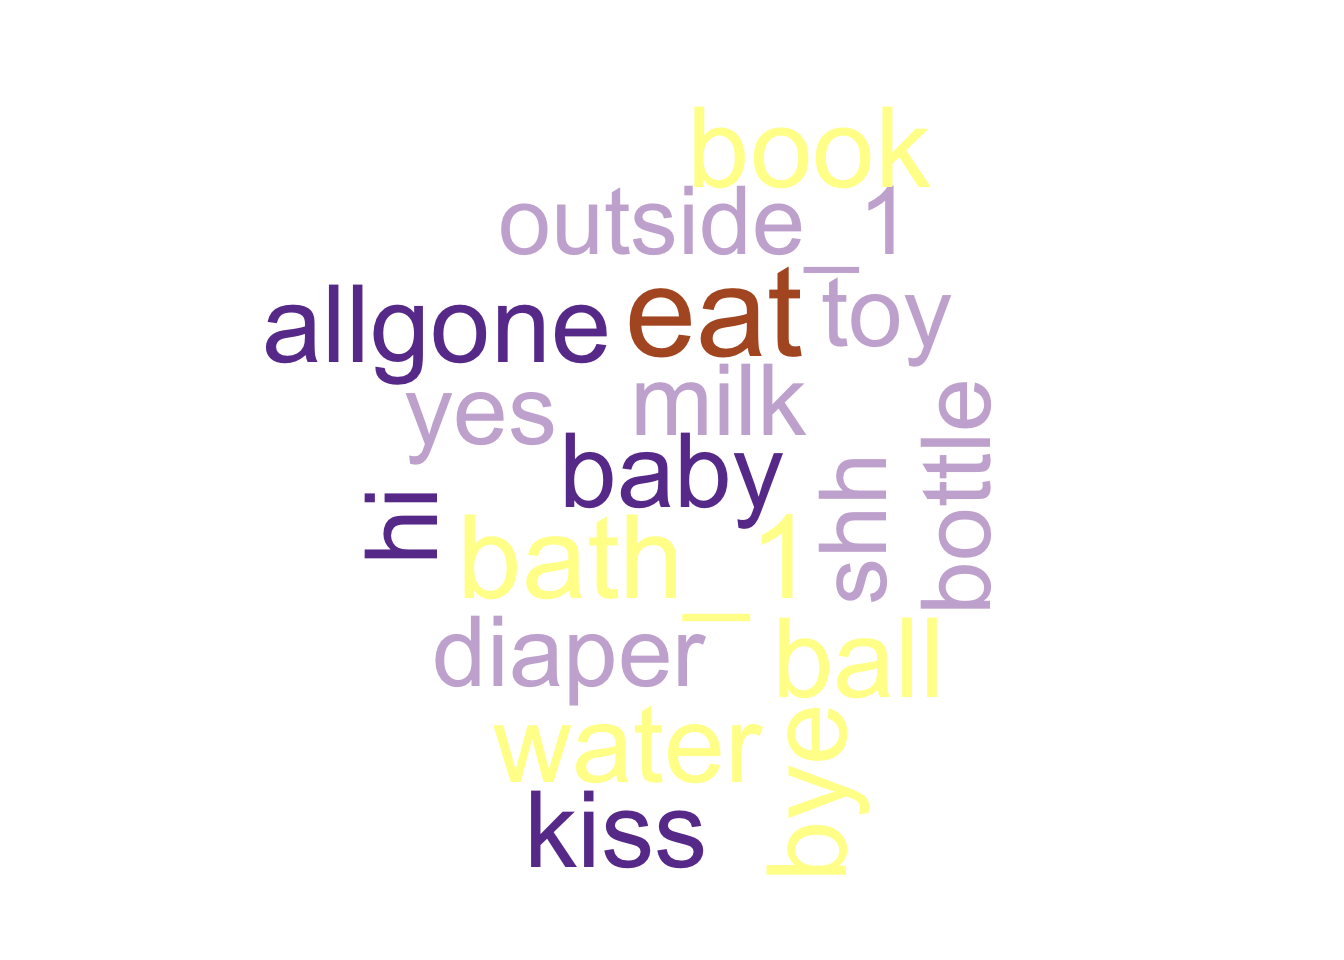 book
outside_1
allgone
eat
toy
yes
milk
baby
hi
bath_1
shh
bottle
diaper
ball
water
bye
kiss